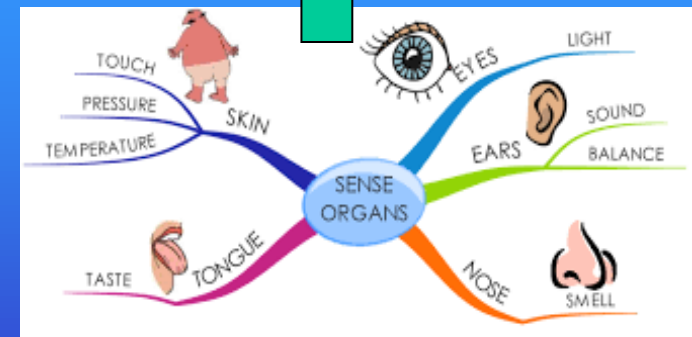 SENSE
ORGANS
EYES
LIGHT
EARS
SOUND
BALANCE
NOSE
SMELL
TONGUE
TASTE
SKIN
TOUCH
PRESSURE
TEMPERATURE